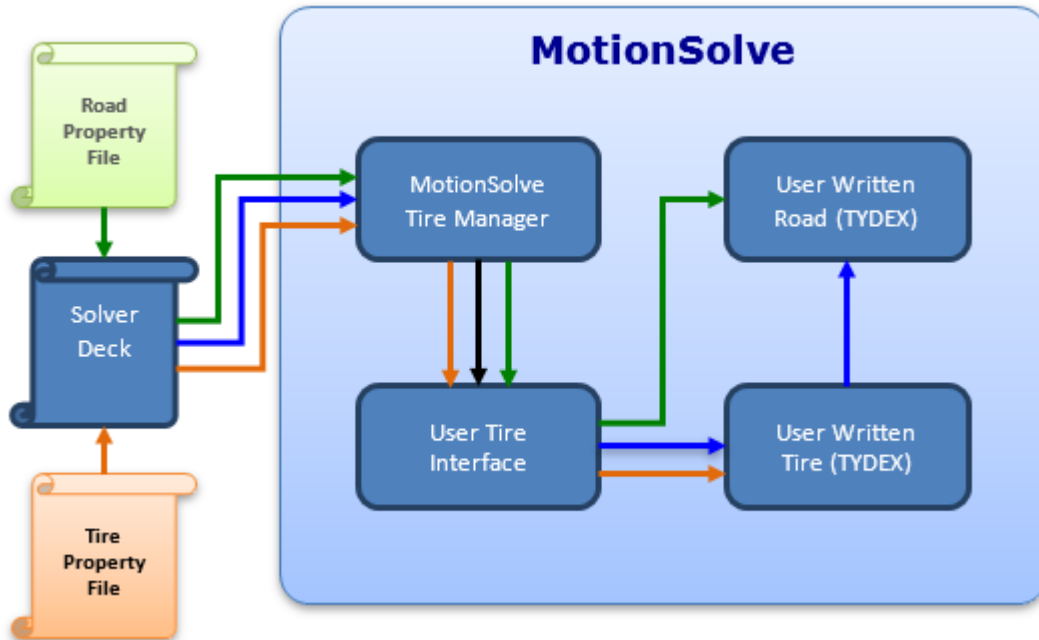 MotionSolve
Road
Property
File
MotionSolve
Tire Manager
User Written
Road (TYDEX)
Solver
Deck
User Tire
Interface
User Written
Tire (TYDEX)
Tire
Property
File